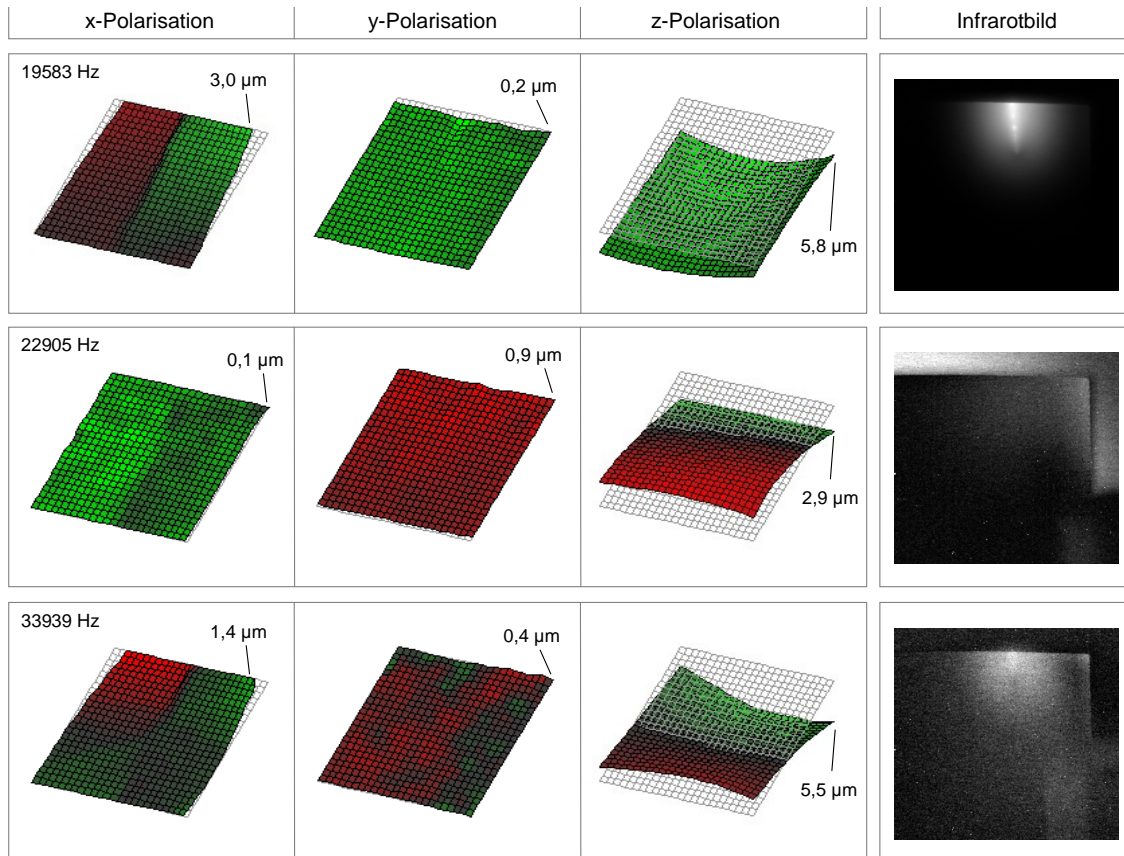 x-Polarisation y-Polarisation z-Polarisation Infrarotbild
19583 Hz
3,0 µm
0,2 µm
5,8 µm
22905 Hz
0,1 µm
0,9 µm
2,9 µm
33939 Hz
1,4 µm
0,4 µm
5,5 µm